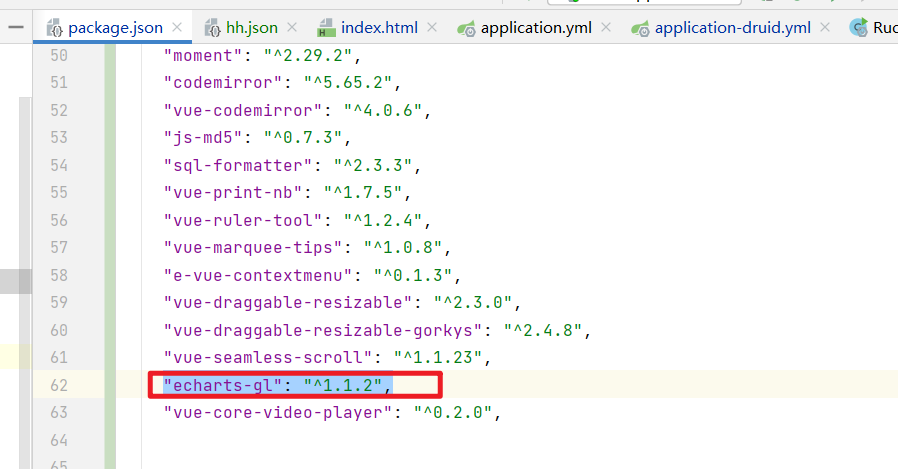 package.json
hh.json
index.html
application.yml
application-druid.yml
50 "moment": "^2.29.2",
51 "codemirror": "^5.65.2",
52 "vue-codemirror": "^4.0.6",
53 "js-md5": "^0.7.3",
54 "sql-formatter": "^2.3.3",
55 "vue-print-nb": "^1.7.5",
56 "vue-ruler-tool": "^1.2.4",
57 "vue-marquee-tips": "^1.0.8",
58 "e-vue-contextmenu": "^0.1.3",
59 "vue-draggable-resizable": "^2.3.0",
60 "vue-draggable-resizable-gorkys": "^2.4.8",
61 "vue-seamless-scroll": "^1.1.23",
62 "echarts-gl": "^1.1.2",
63 "vue-core-video-player": "^0.2.0",
64